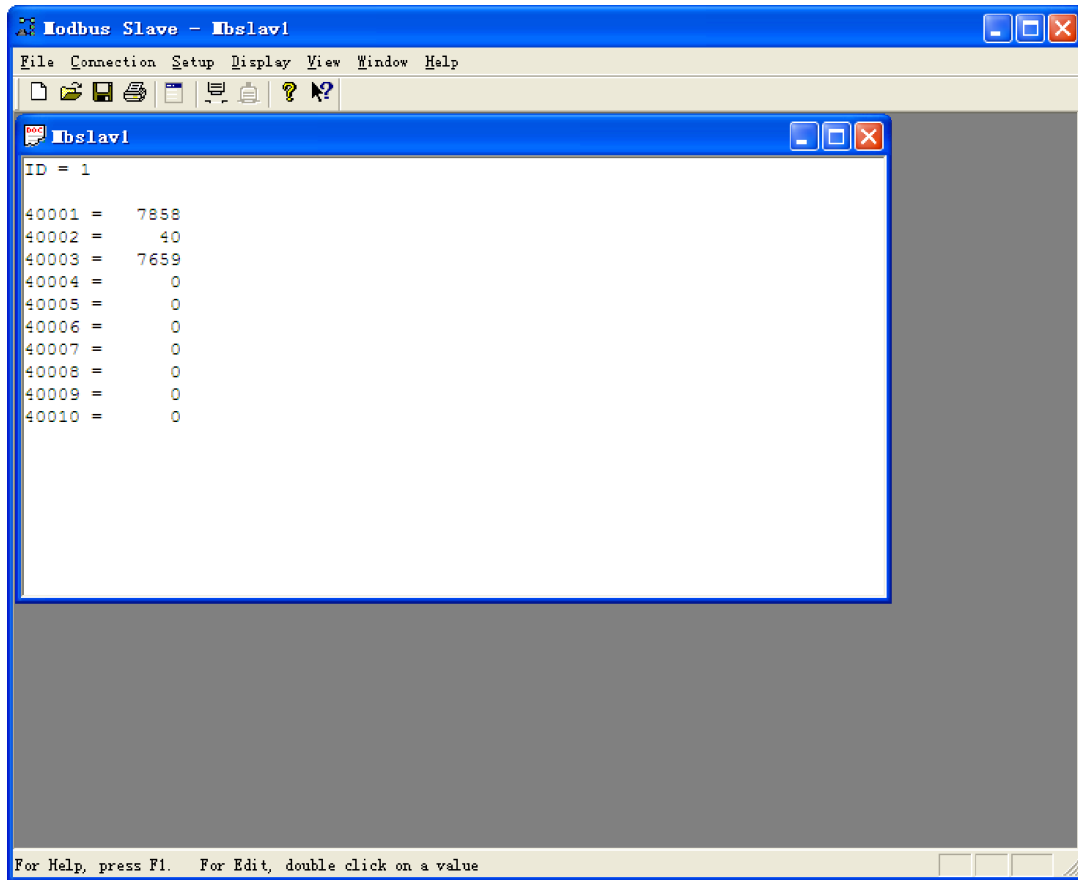 Modbus Slave - Mbslav1
File Connection Setup Display View Window Help
Mbslav1
ID = 1
40001 = 7858
40002 = 40
40003 = 7659
40004 = 0
40005 = 0
40006 = 0
40007 = 0
40008 = 0
40009 = 0
40010 = 0
For Help, press F1. For Edit, double click on a value